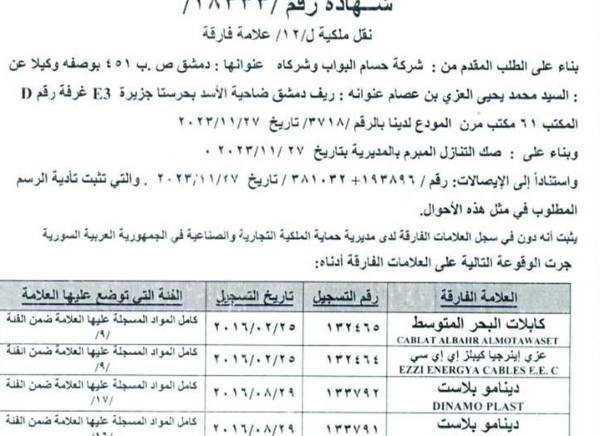 شهادة رقم /١٨٣٣٣/
نقل ملكية ل/١٢/ علامة فارقة
بناء على الطلب المقدم من : شركة حسام البواب وشركاه عنوانها : دمشق ص.ب ٤٥١ بوصفه وكيلا عن
: السيد محمد يحيى العزي بن عصام عنوانه : ريف دمشق ضاحية الأسد بحرستا جزيرة E3 غرفة رقم D
المكتب ٦١ مكتب مرن المودع لدينا بالرقم /٣٧١٨/ تاريخ ٢٠٢٣/١١/٢٧
وبناء على : صك التنازل المبرم بالمديرية بتاريخ ٢٠٢٣/١١/٢٧ ٠
واستناداً إلى الإيصالات: رقم /١٩٣٨٩٦+ ٣٨١٠٣٢/ تاريخ ٢٠٢٣/١١/٢٧ . والتي تثبت تأدية الرسم
المطلوب في مثل هذه الأحوال.
يثبت أنه دون في سجل العلامات الفارقة لدى مديرية حماية الملكية التجارية والصناعية في الجمهورية العربية السورية
جرت الوقوعة التالية على العلامات الفارقة أدناه:
العلامة الفارقة رقم التسجيل تاريخ التسجيل الفئة التي توضع عليها العلامة
كابلات البحر المتوسط ١٣٢٤٦٥ ٢٠١٦/٠٢/٢٥ كامل المواد المسجلة عليها العلامة ضمن الفئة
CABLAT ALBAHR ALMOTAWASET /٩/
عزي إينرجيا كيبلز إي إي سي ١٣٢٤٦٤ ٢٠١٦/٠٢/٢٥ كامل المواد المسجلة عليها العلامة ضمن الفئة
EZZI ENERGYA CABLES E.E. C /٩/
دينامو بلاست ١٣٣٧٩٢ ٢٠١٦/٠٨/٢٩ كامل المواد المسجلة عليها العلامة ضمن الفئة
DINAMO PLAST /١٧/
دينامو بلاست ١٣٣٧٩١ ٢٠١٦/٠٨/٢٩ كامل المواد المسجلة عليها العلامة ضمن الفئة